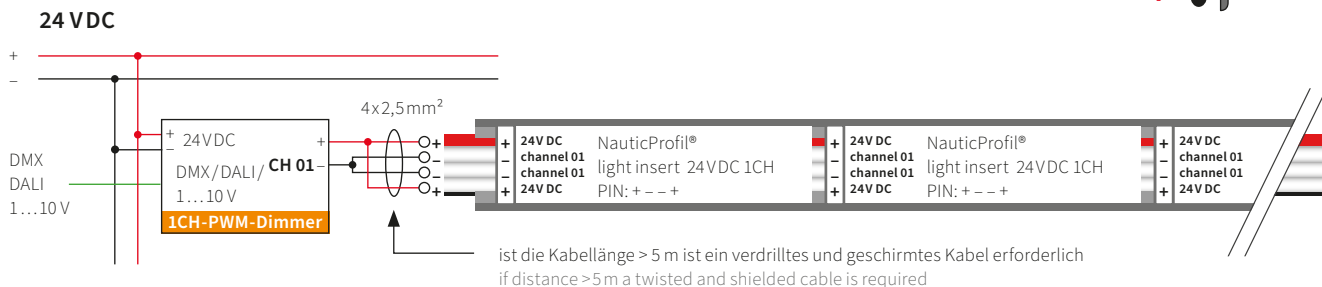 24 V DC
+
–
4x2,5mm²
+
–
24VDC
DMX/DALI/
1...10V
CH 01
+
–
1CH-PWM-Dimmer
DMX
DALI
1...10V
+
–
–
+
+
–
–
+
24V DC
channel 01
channel 01
24V DC
NauticProfil®
light insert 24VDC 1CH
PIN: + – – +
+
–
–
+
24V DC
channel 01
channel 01
24V DC
NauticProfil®
light insert 24VDC 1CH
PIN: + – – +
+
–
–
+
24V DC
channel 01
channel 01
24V DC
ist die Kabellänge > 5 m ist ein verdrilltes und geschirmtes Kabel erforderlich
if distance >5m a twisted and shielded cable is required